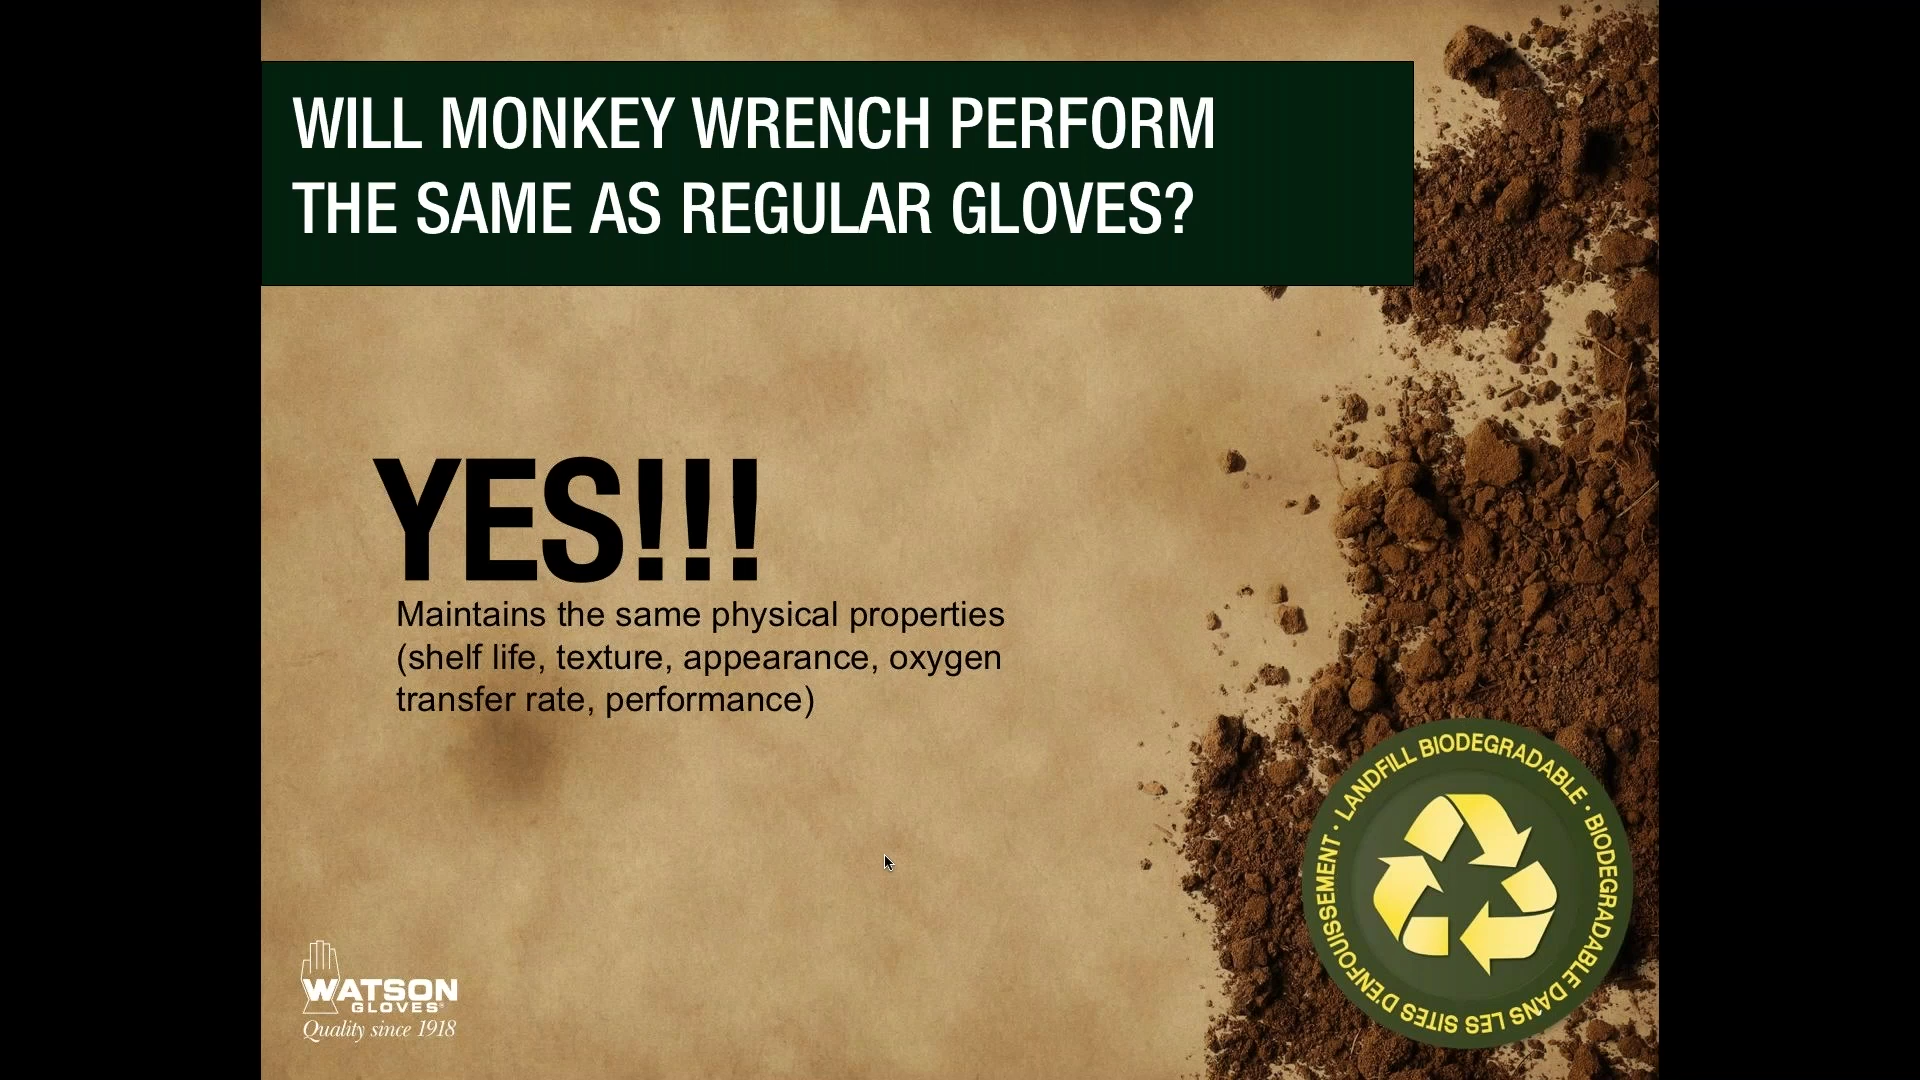 WILL MONKEY WRENCH PERFORM
THE SAME AS REGULAR GLOVES?
YES!!!
Maintains the same physical properties
(shelf life, texture, appearance, oxygen
transfer rate, performance)
LANDFILL BIODEGRADABLE • BIODEGRADABLE DANS LES SITES D'ENFOUISSEMENT •
WATSON
GLOVES
Quality since 1918